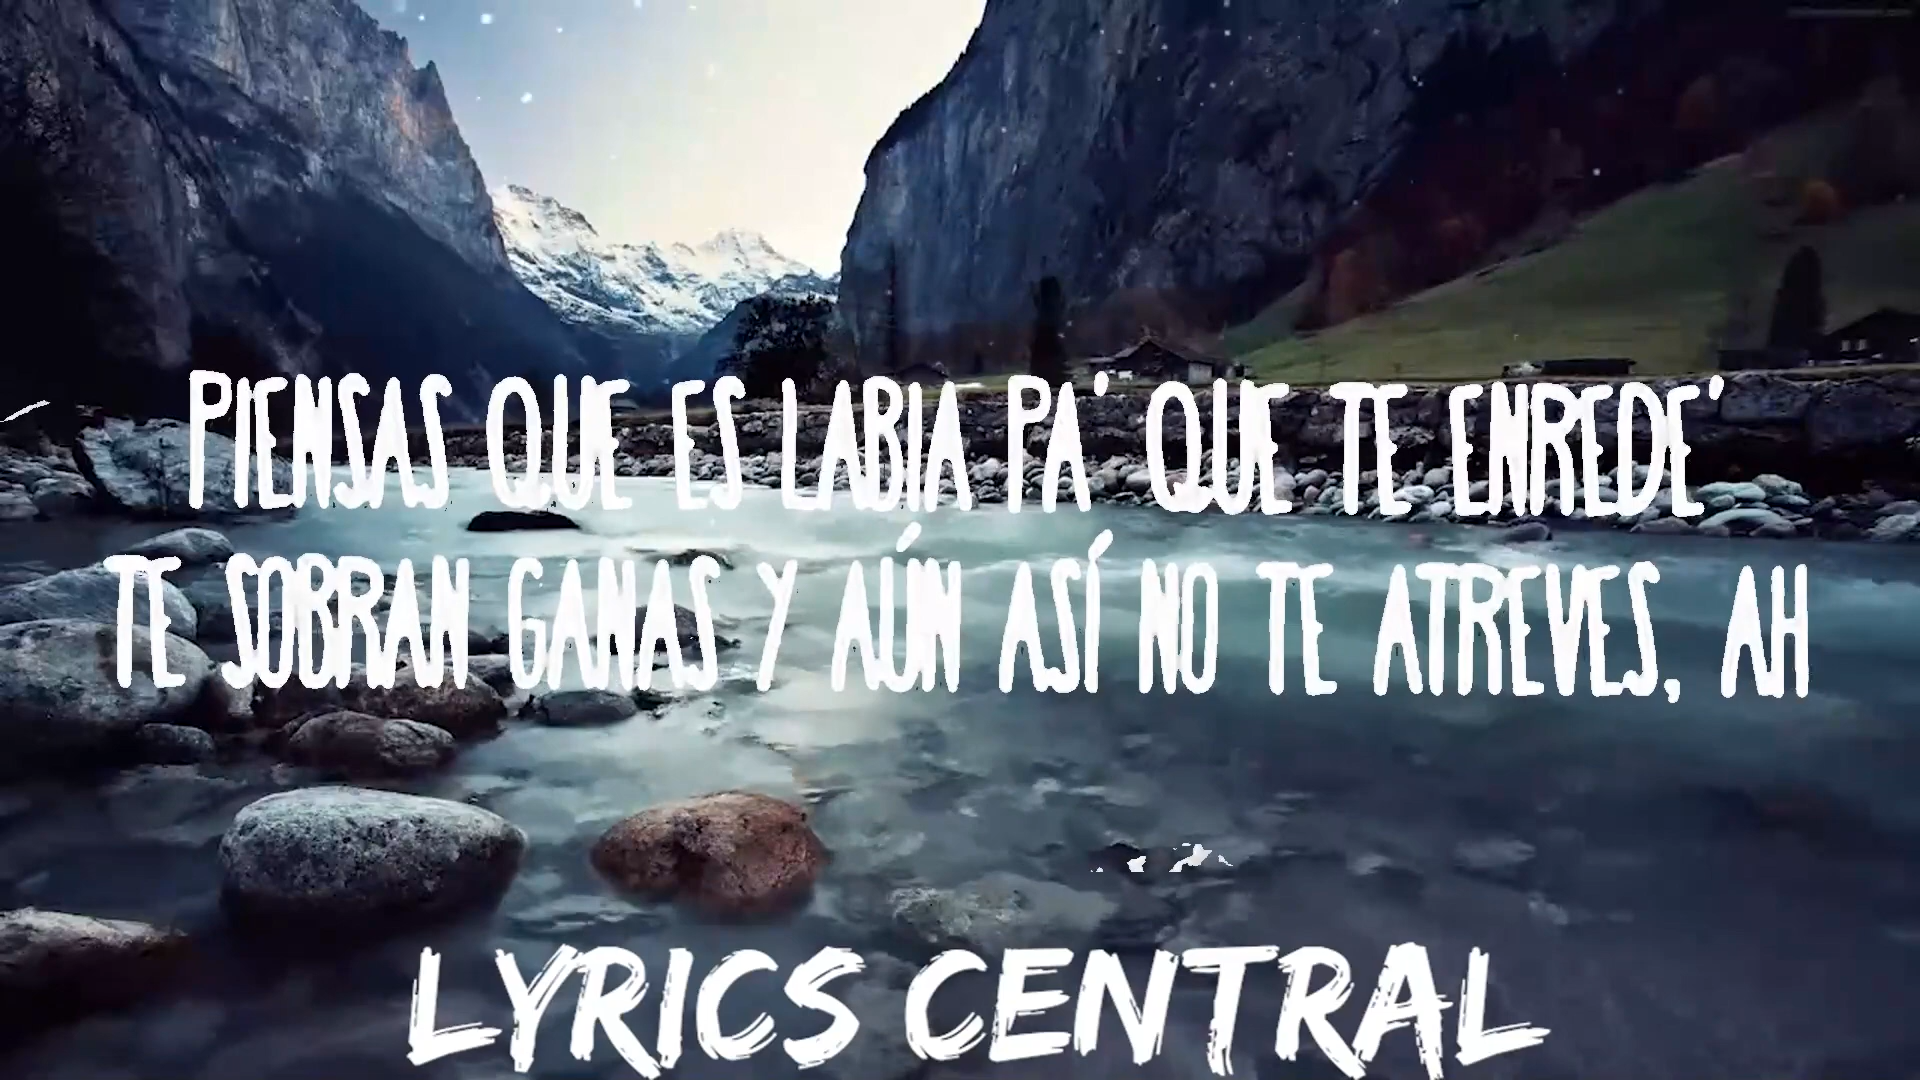 PIENSAS QUE ES LABIA PA' QUE TE ENREDE'
TE SOBRAN GANAS Y AÚN ASÍ NO TE ATREVES, AH
LYRICS CENTRAL